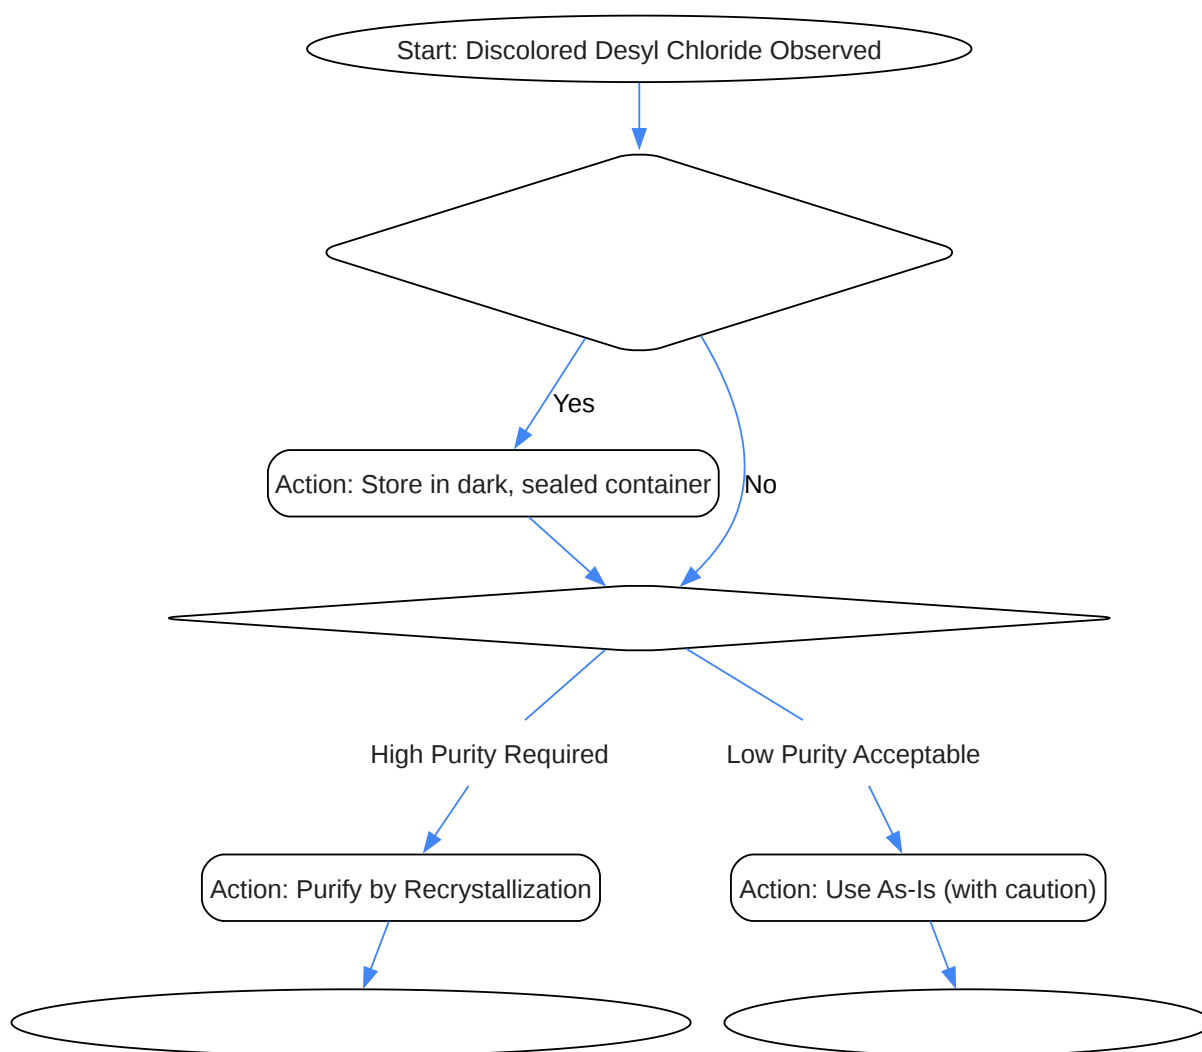 Start: Discolored Desyl Chloride Observed
Yes
Action: Store in dark, sealed container
No
High Purity Required
Low Purity Acceptable
Action: Purify by Recrystallization
Action: Use As-Is (with caution)